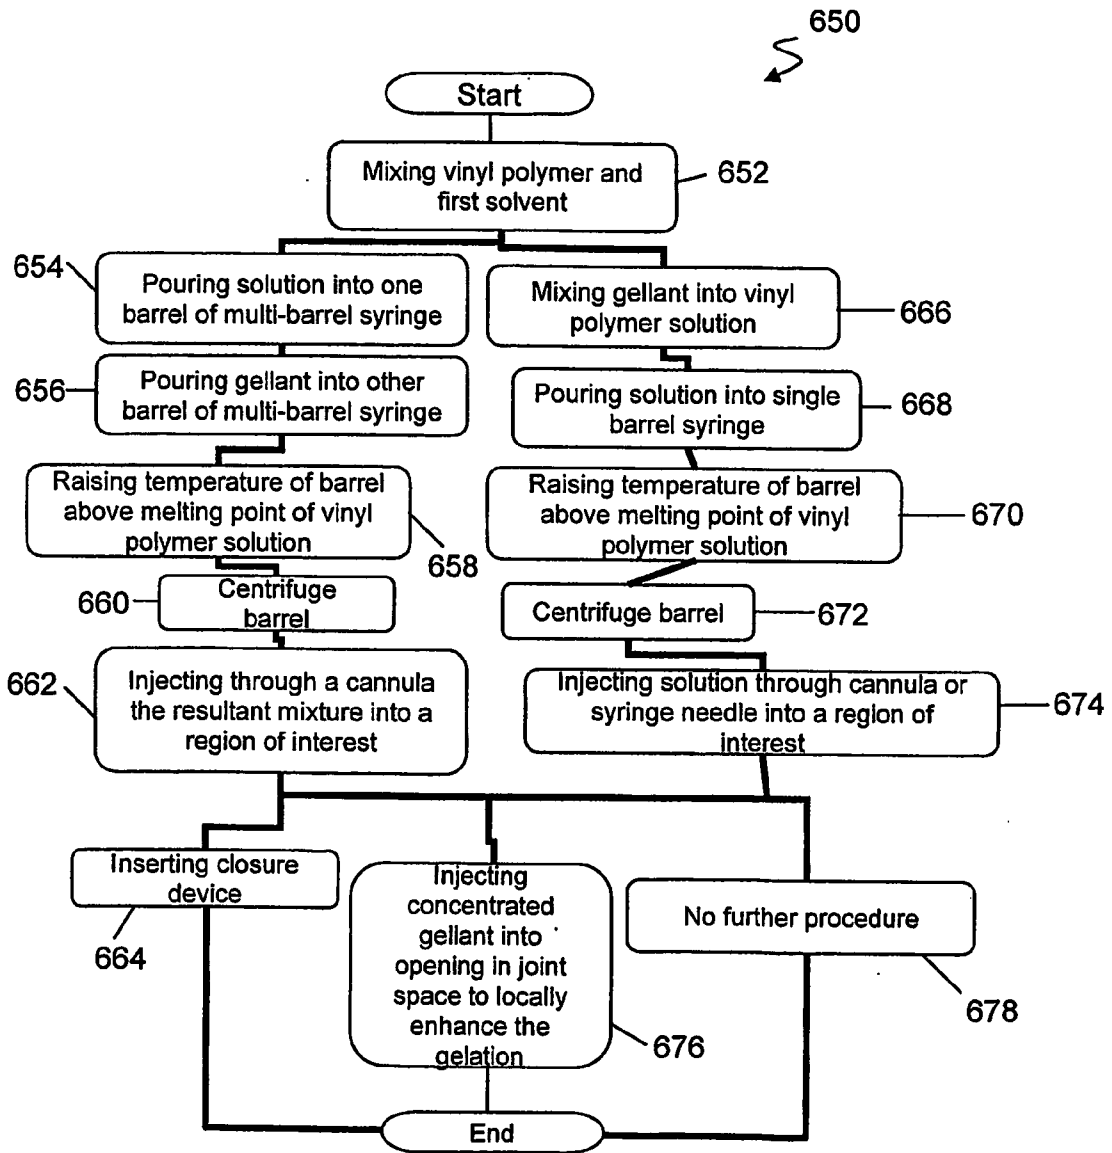 650
Start
Mixing vinyl polymer and
first solvent
652
654
Pouring solution into one
barrel of multi-barrel syringe
Mixing gellant into vinyl
polymer solution
666
656
Pouring gellant into other
barrel of multi-barrel syringe
Pouring solution into single
barrel syringe
668
Raising temperature of barrel
above melting point of vinyl
polymer solution
658
Raising temperature of barrel
above melting point of vinyl
polymer solution
670
660
Centrifuge
barrel
Centrifuge barrel
672
662
Injecting through a cannula
the resultant mixture into a
region of interest
Injecting solution through cannula or
syringe needle into a region of
interest
674
Inserting closure
device
664
Injecting
concentrated
gellant into
opening in joint
space to locally
enhance the
gelation
676
No further procedure
678
End